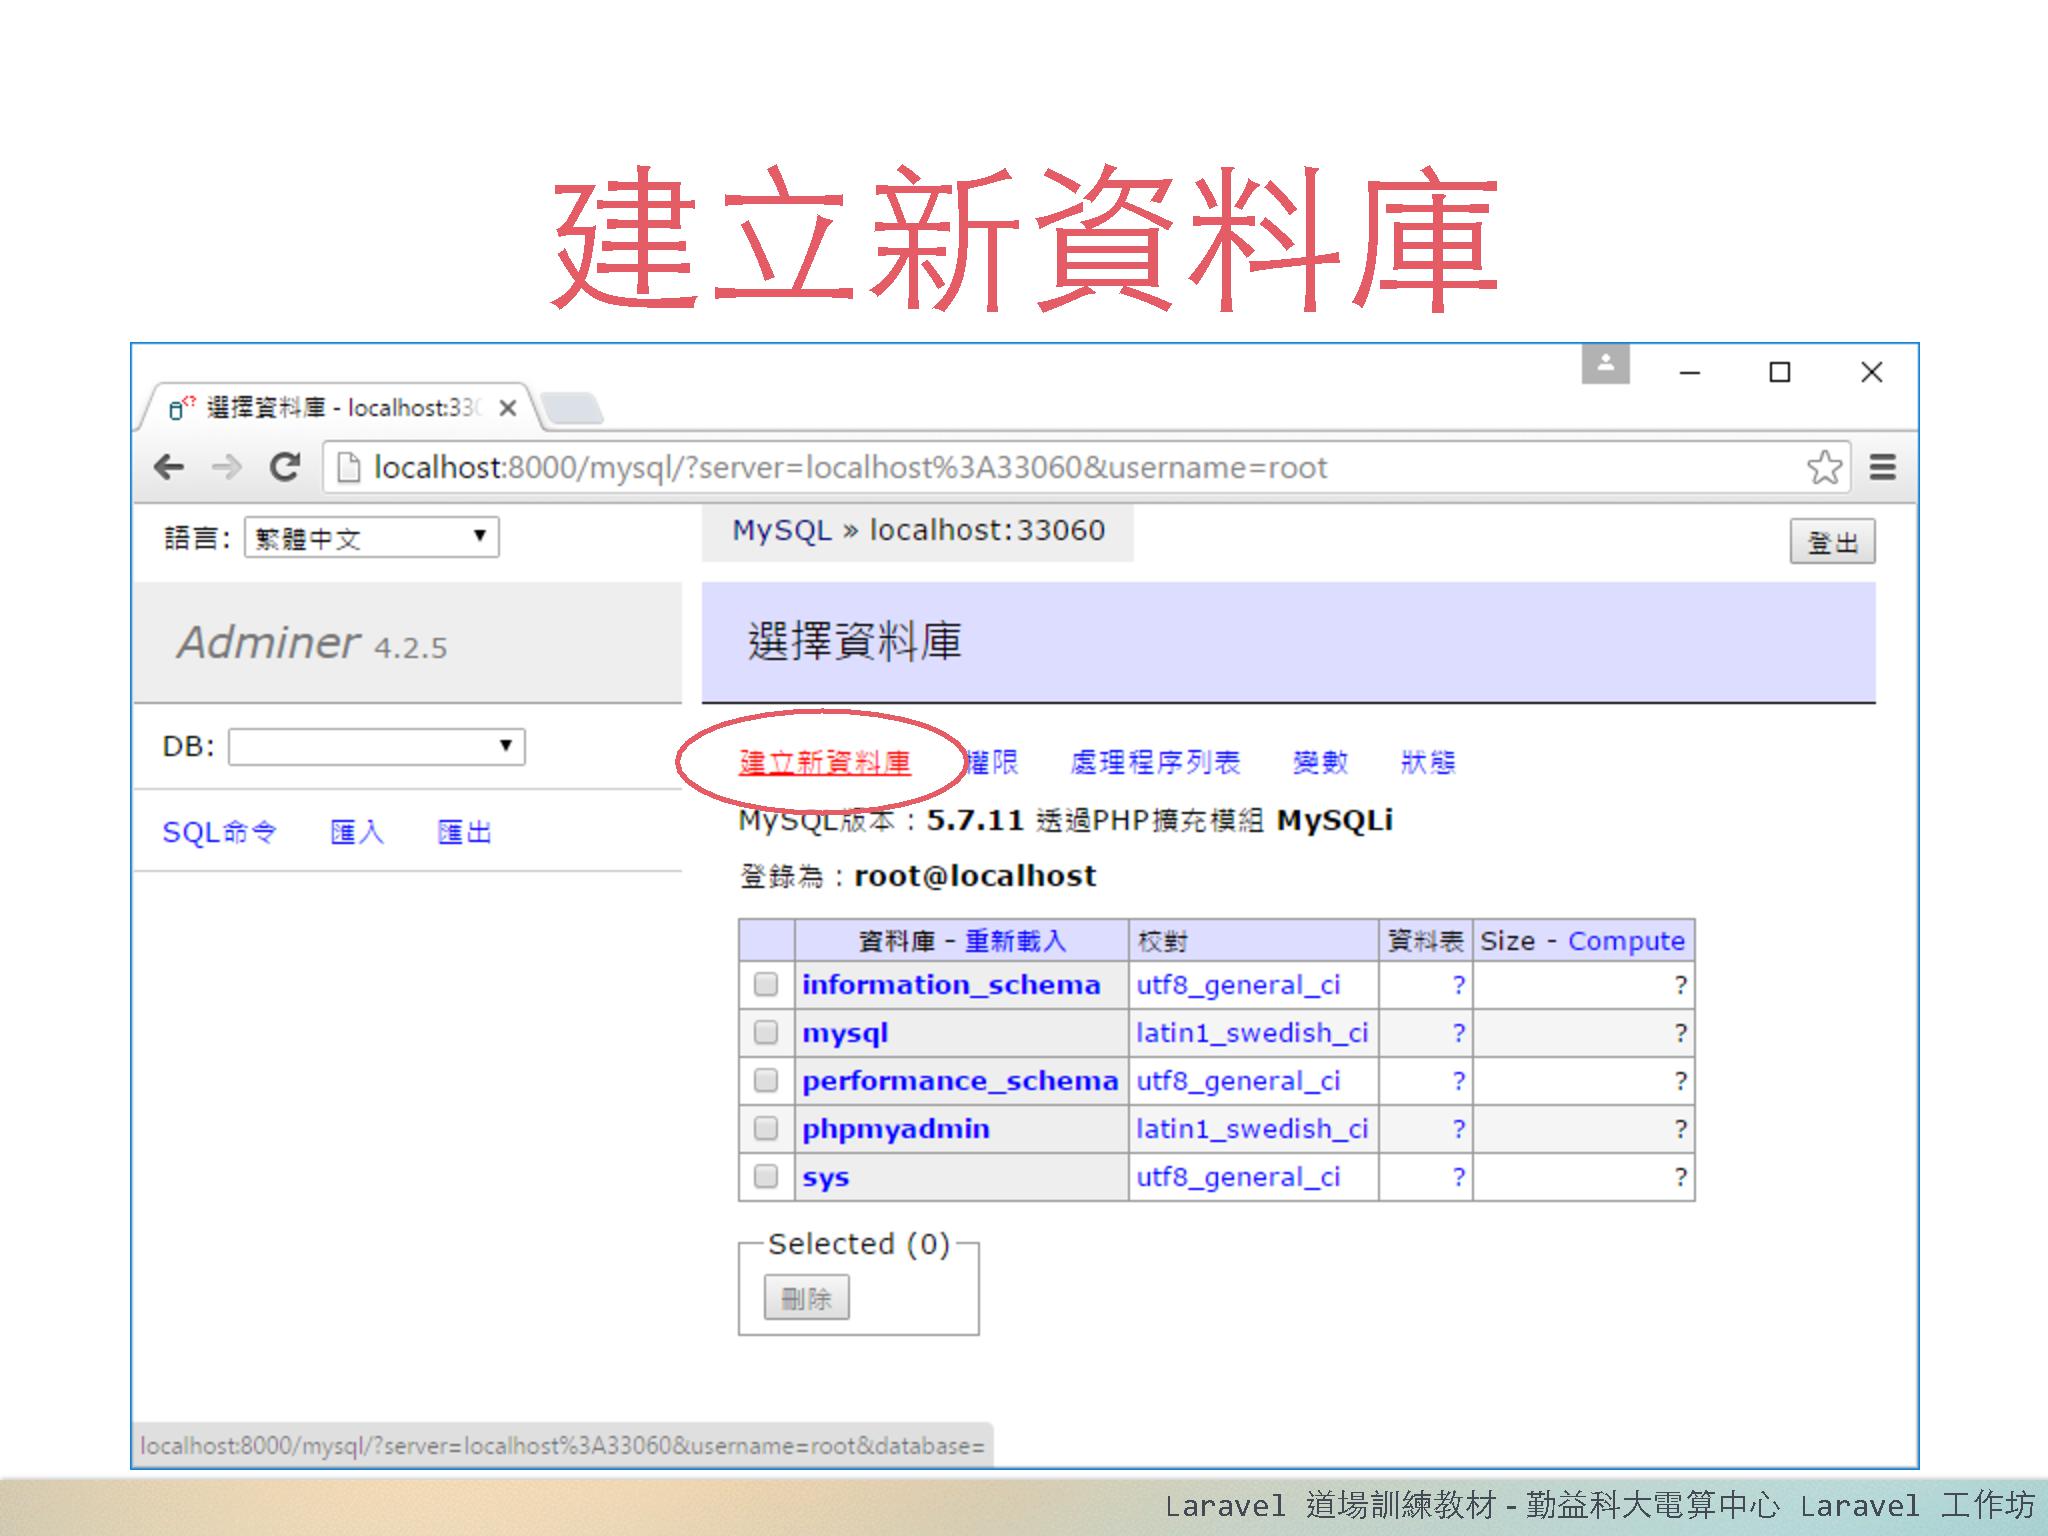 建立新資料庫
選擇資料庫 - localhost:330
localhost:8000/mysql/?server=localhost%3A33060&username=root
語言: 繁體中文
MySQL » localhost:33060
登出
Adminer 4.2.5
選擇資料庫
DB:
建立新資料庫 權限 處理程序列表 變數 狀態
SQL命令 匯入 匯出
MySQL版本：5.7.11 透過PHP擴充模組 MySQLi
登錄為：root@localhost
資料庫 - 重新載入 校對 資料表 Size - Compute
information_schema utf8_general_ci ? ?
mysql latin1_swedish_ci ? ?
performance_schema utf8_general_ci ? ?
phpmyadmin latin1_swedish_ci ? ?
sys utf8_general_ci ? ?
Selected (0)
刪除
localhost:8000/mysql/?server=localhost%3A33060&username=root&database=
Laravel 道場訓練教材 - 勤益科大電算中心 Laravel 工作坊